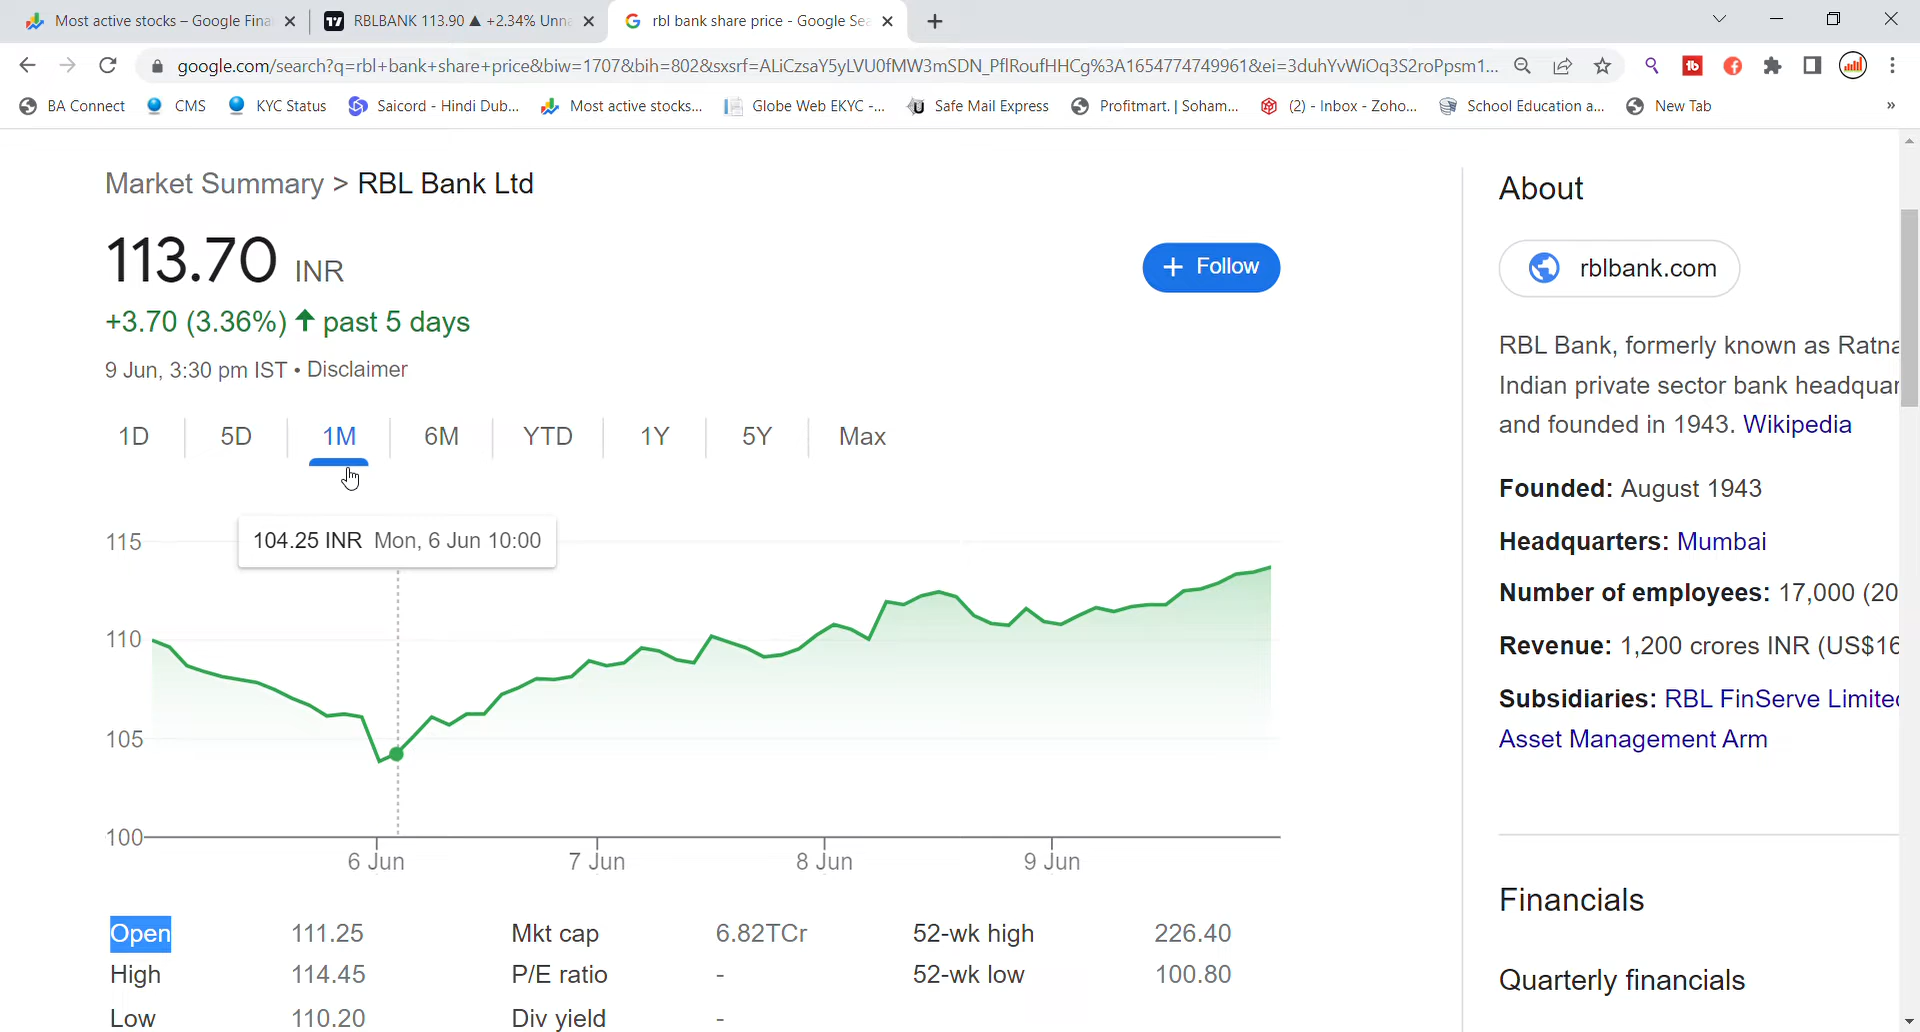 Most active stocks – Google Fina
RBLBANK 113.90 ▲ +2.34% Unna
rbl bank share price - Google Sea
google.com/search?q=rbl+bank+share+price&biw=1707&bih=802&sxsrf=ALiCzsaY5yLVU0fMW3mSDN_PflRoufHHCg%3A1654774749961&ei=3duhYvWiOq3S2roPpsm1...
BA Connect
CMS
KYC Status
Saicord - Hindi Dub...
Most active stocks...
Globe Web EKYC -...
Safe Mail Express
Profitmart. | Soham...
(2) - Inbox - Zoho...
School Education a...
New Tab
»
Market Summary > RBL Bank Ltd
113.70 INR
+ Follow
+3.70 (3.36%) ↑ past 5 days
9 Jun, 3:30 pm IST • Disclaimer
1D 5D 1M 6M YTD 1Y 5Y Max
104.25 INR Mon, 6 Jun 10:00
115
110
105
100
6 Jun 7 Jun 8 Jun 9 Jun
Open 111.25 Mkt cap 6.82TCr 52-wk high 226.40
High 114.45 P/E ratio - 52-wk low 100.80
Low 110.20 Div yield -
About
rblbank.com
RBL Bank, formerly known as Ratna
Indian private sector bank headquar
and founded in 1943. Wikipedia
Founded: August 1943
Headquarters: Mumbai
Number of employees: 17,000 (20
Revenue: 1,200 crores INR (US$16
Subsidiaries: RBL FinServe Limited
Asset Management Arm
Financials
Quarterly financials